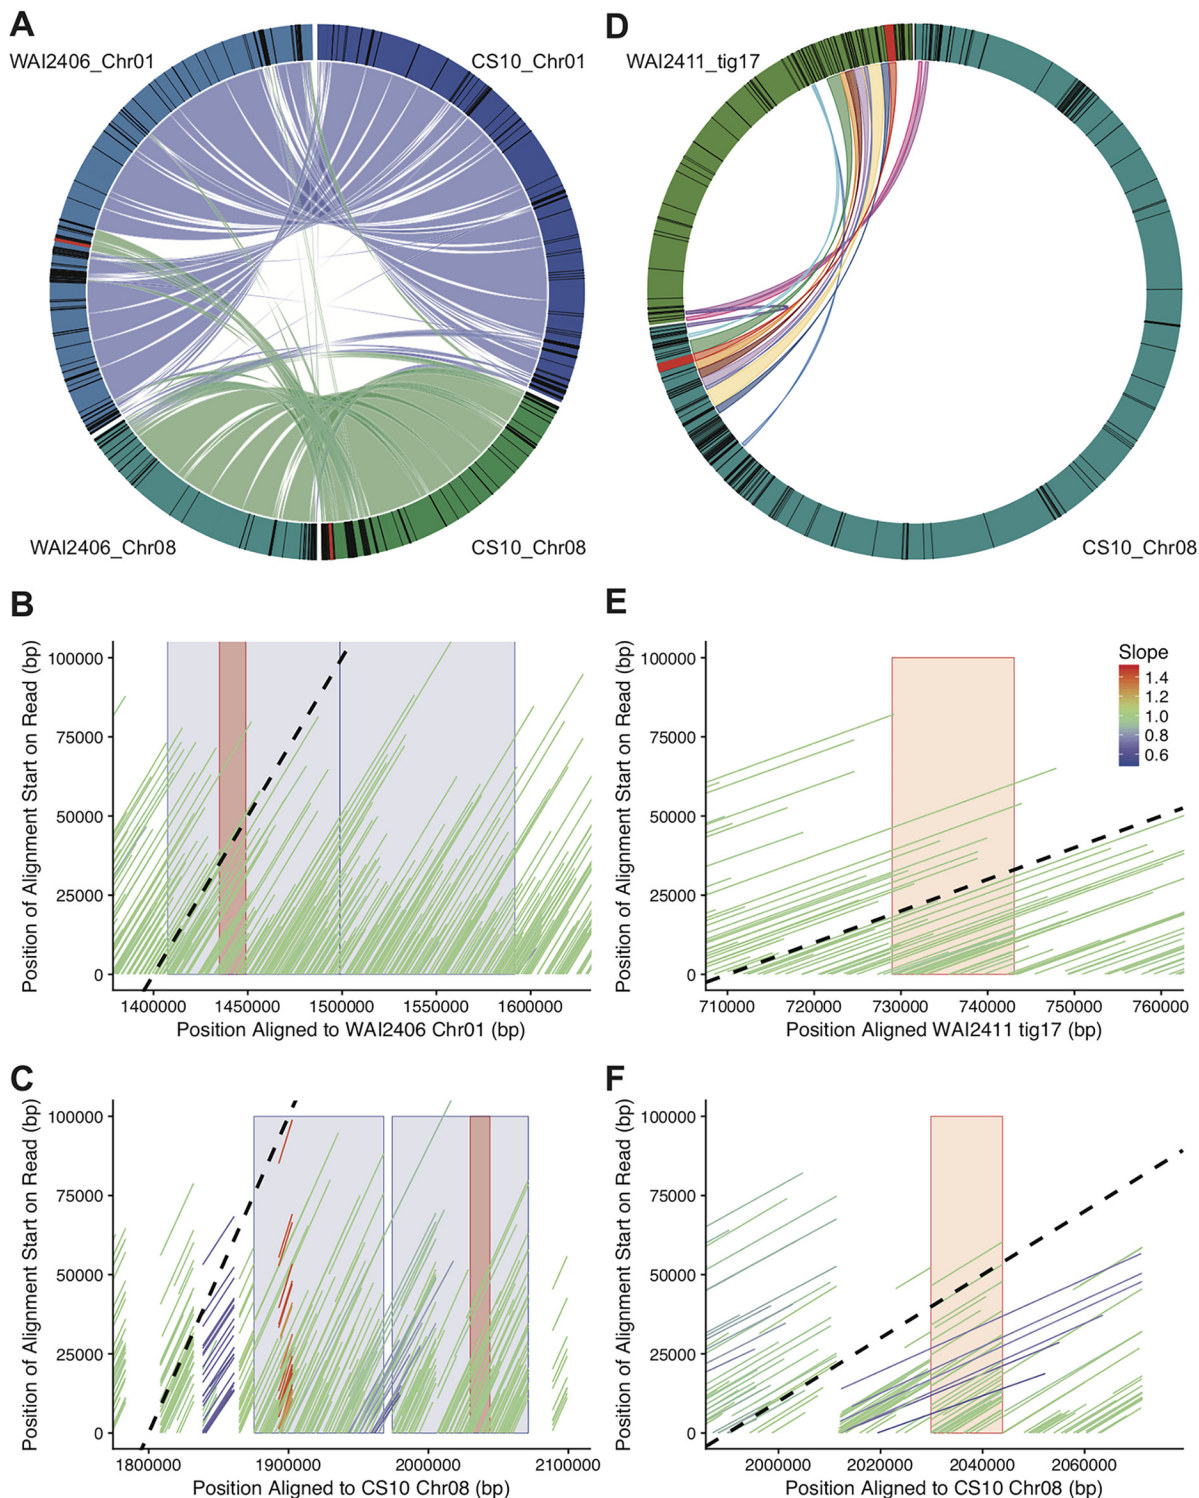 A
WAI2406_Chr01
CS10_Chr01
WAI2406_Chr08
CS10_Chr08
D
WAI2411_tig17
CS10_Chr08
B
Position of Alignment Start on Read (bp)
100000
75000
50000
25000
0
1400000 1450000 1500000 1550000 1600000
Position Aligned to WAI2406 Chr01 (bp)
E
Position of Alignment Start on Read (bp)
100000
75000
50000
25000
0
Slope
1.4
1.2
1.0
0.8
0.6
710000 720000 730000 740000 750000 760000
Position Aligned WAI2411 tig17 (bp)
C
Position of Alignment Start on Read (bp)
100000
75000
50000
25000
0
1800000 1900000 2000000 2100000
Position Aligned to CS10 Chr08 (bp)
F
Position of Alignment Start on Read (bp)
100000
75000
50000
25000
0
2000000 2020000 2040000 2060000
Position Aligned to CS10 Chr08 (bp)